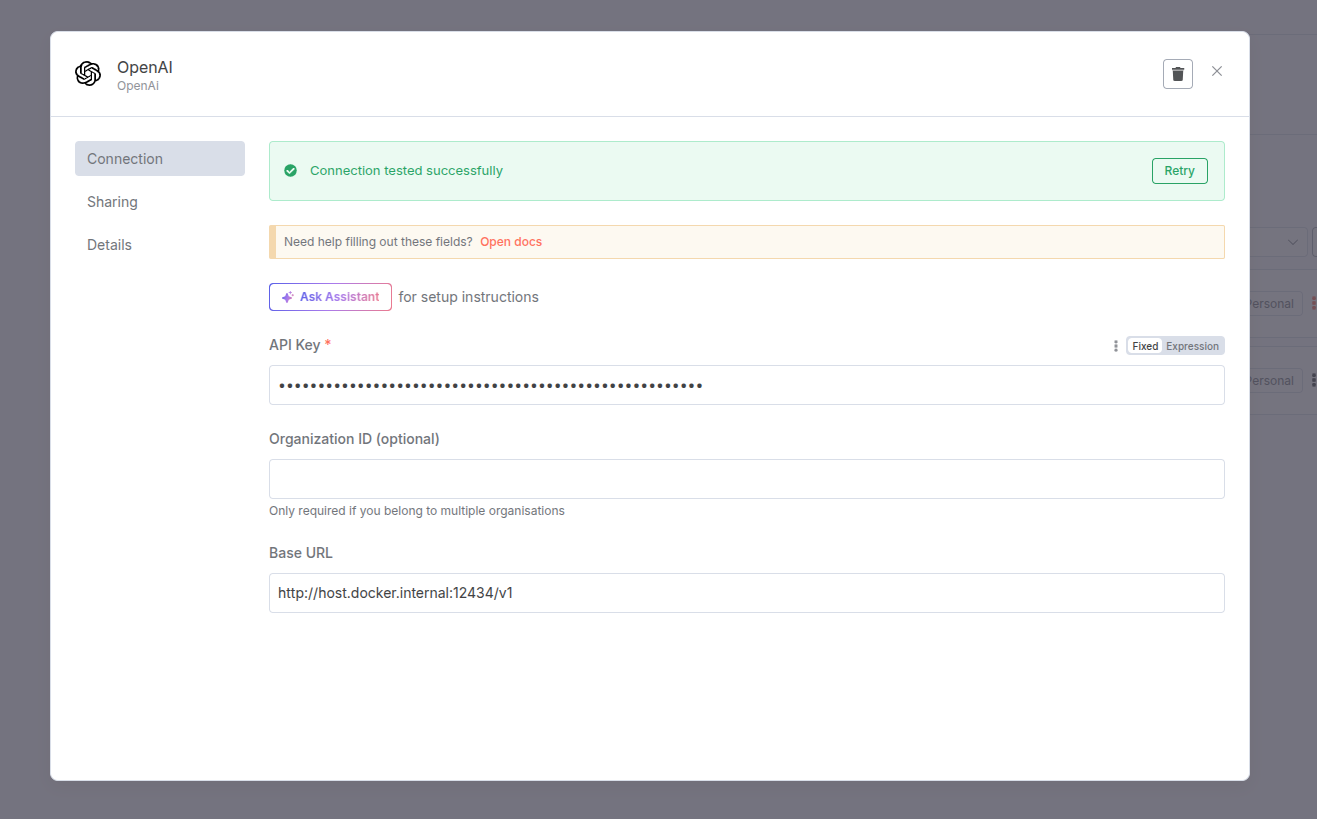 OpenAI
OpenAi
Connection
Sharing
Details
Connection tested successfully
Retry
Need help filling out these fields? Open docs
Ask Assistant for setup instructions
API Key *
Fixed Expression
••••••••••••••••••••••••••••••••••••••••••••••••••••••
Organization ID (optional)
Only required if you belong to multiple organisations
Base URL
http://host.docker.internal:12434/v1
ersonal
ersonal